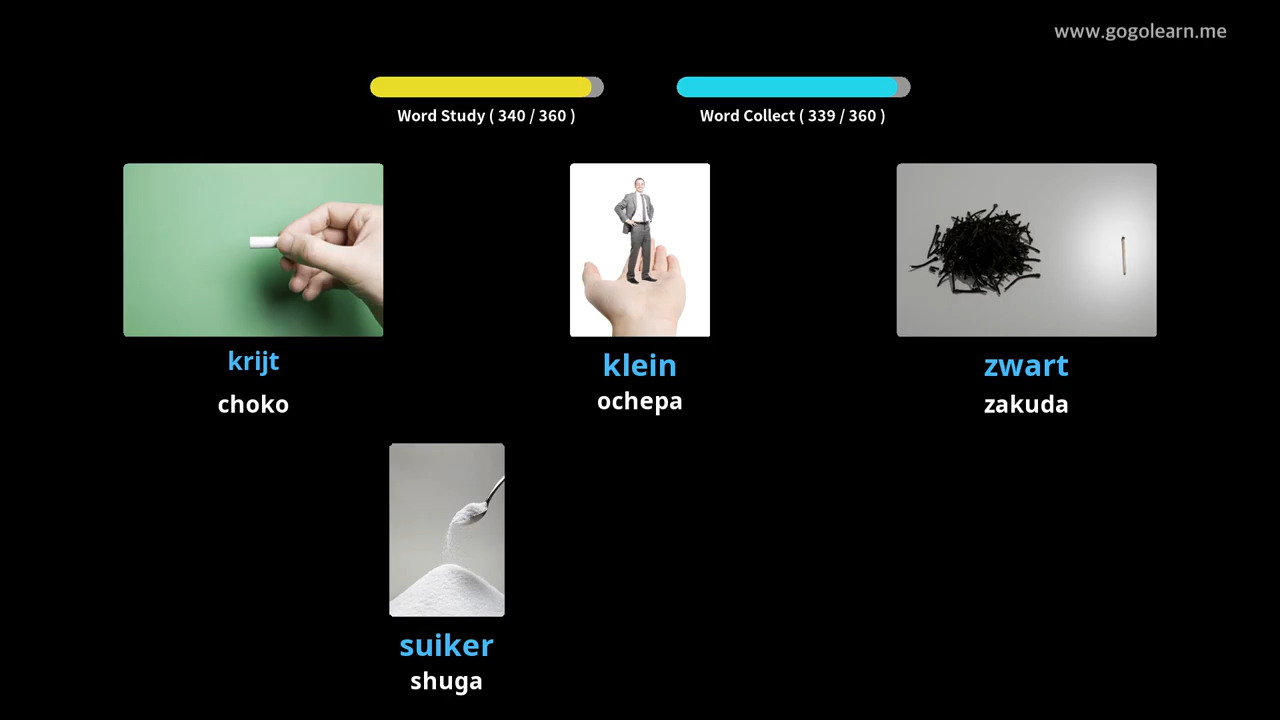 www.gogolearn.me
Word Study ( 340 / 360 )
Word Collect ( 339 / 360 )
krijt
choko
klein
ochepa
zwart
zakuda
suiker
shuga